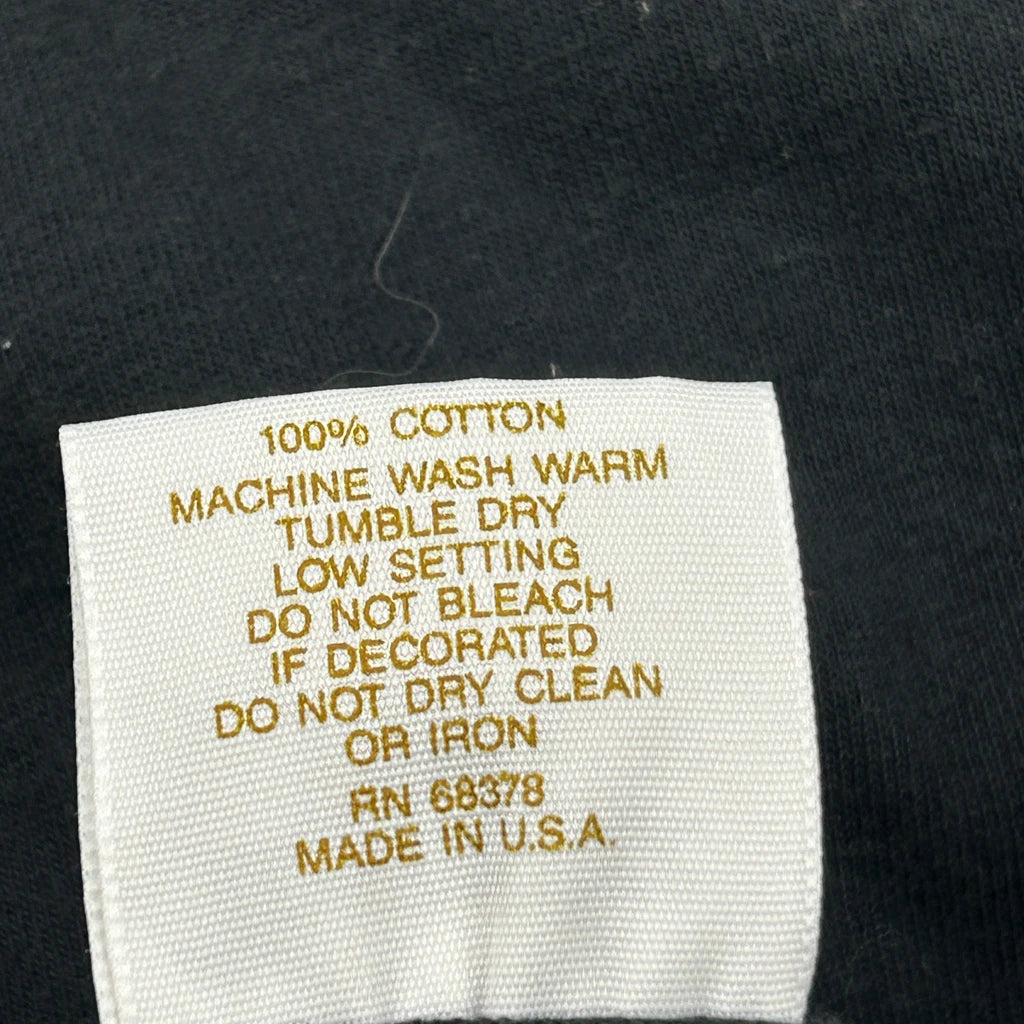 100% COTTON
MACHINE WASH WARM
TUMBLE DRY
LOW SETTING
DO NOT BLEACH
IF DECORATED
DO NOT DRY CLEAN
OR IRON
RN 68378
MADE IN U.S.A.